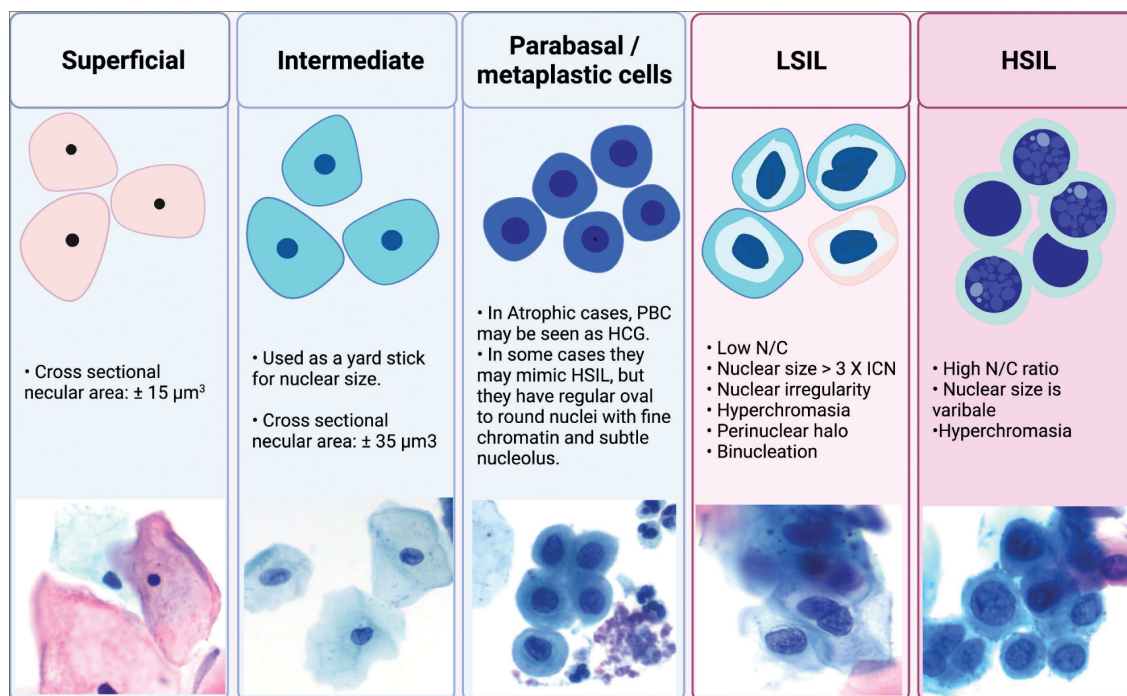 Superficial
Intermediate
Parabasal /
metaplastic cells
LSIL
HSIL
• Cross sectional
necular area: ± 15 µm³
• Used as a yard stick
for nuclear size.
• Cross sectional
necular area: ± 35 µm3
• In Atrophic cases, PBC
may be seen as HCG.
• In some cases they
may mimic HSIL, but
they have regular oval
to round nuclei with fine
chromatin and subtle
nucleolus.
• Low N/C
• Nuclear size > 3 X ICN
• Nuclear irregularity
• Hyperchromasia
• Perinuclear halo
• Binucleation
• High N/C ratio
• Nuclear size is
varibale
•Hyperchromasia